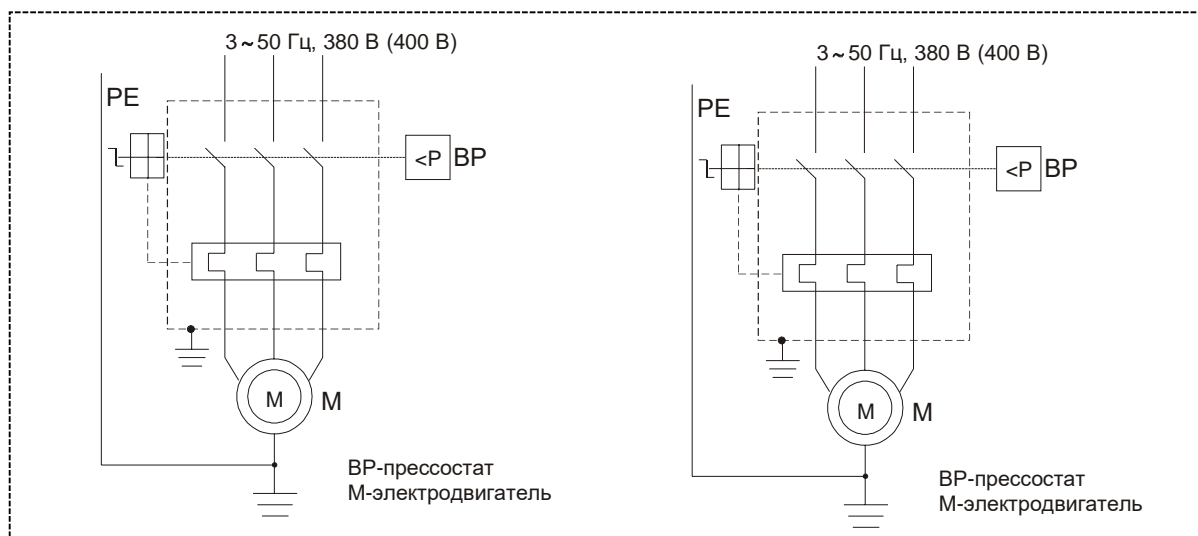 3~50 Гц, 380 В (400 В)
PE
<P BP
M M
BP-прессостат
М-электродвигатель
3~50 Гц, 380 В (400 В)
PE
<P BP
M M
BP-прессостат
М-электродвигатель